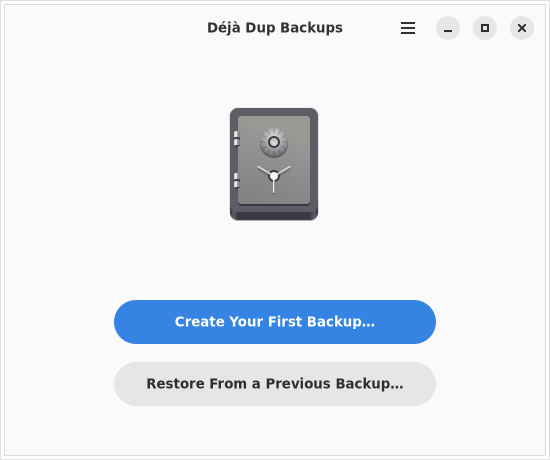 Déjà Dup Backups
Create Your First Backup…
Restore From a Previous Backup…